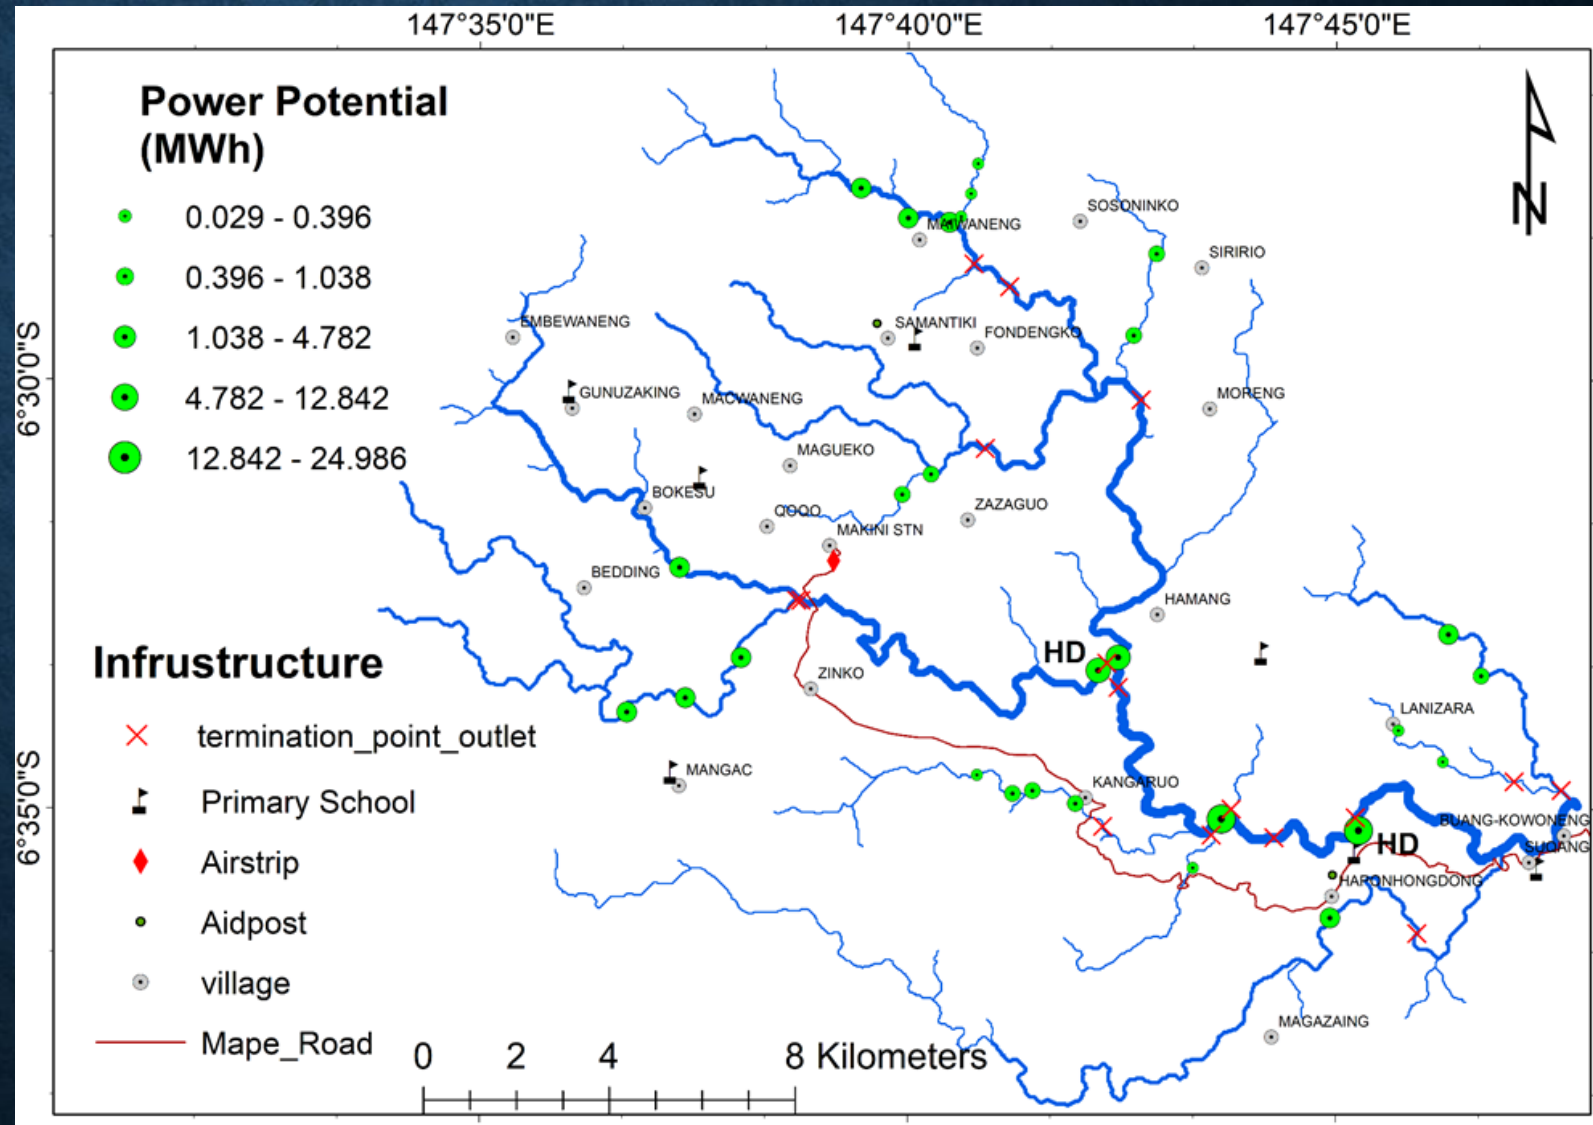 147°35'0"E
147°40'0"E
147°45'0"E
Power Potential
(MWh)
0.029 - 0.396
0.396 - 1.038
1.038 - 4.782
4.782 - 12.842
12.842 - 24.986
N
SOSONINKO
MAIWANENG
SIRIRIO
EMBEWANENG
SAMANTIKI
FONDENGKO
6°30'0"S
GUNUZAKING
MACWANENG
MORENG
MAGUEKO
BOKESU
QOQO
ZAZAGUO
MAKINI STN
BEDDING
HAMANG
HD
Infrustructure
ZINKO
LANIZARA
termination_point_outlet
MANGAC
KANGARUO
6°35'0"S
Primary School
BUANG-KOWONENG
HD
SUQANG
Airstrip
HARONHONGDONG
Aidpost
village
MAGAZAING
Mape_Road
0 2 4 8 Kilometers